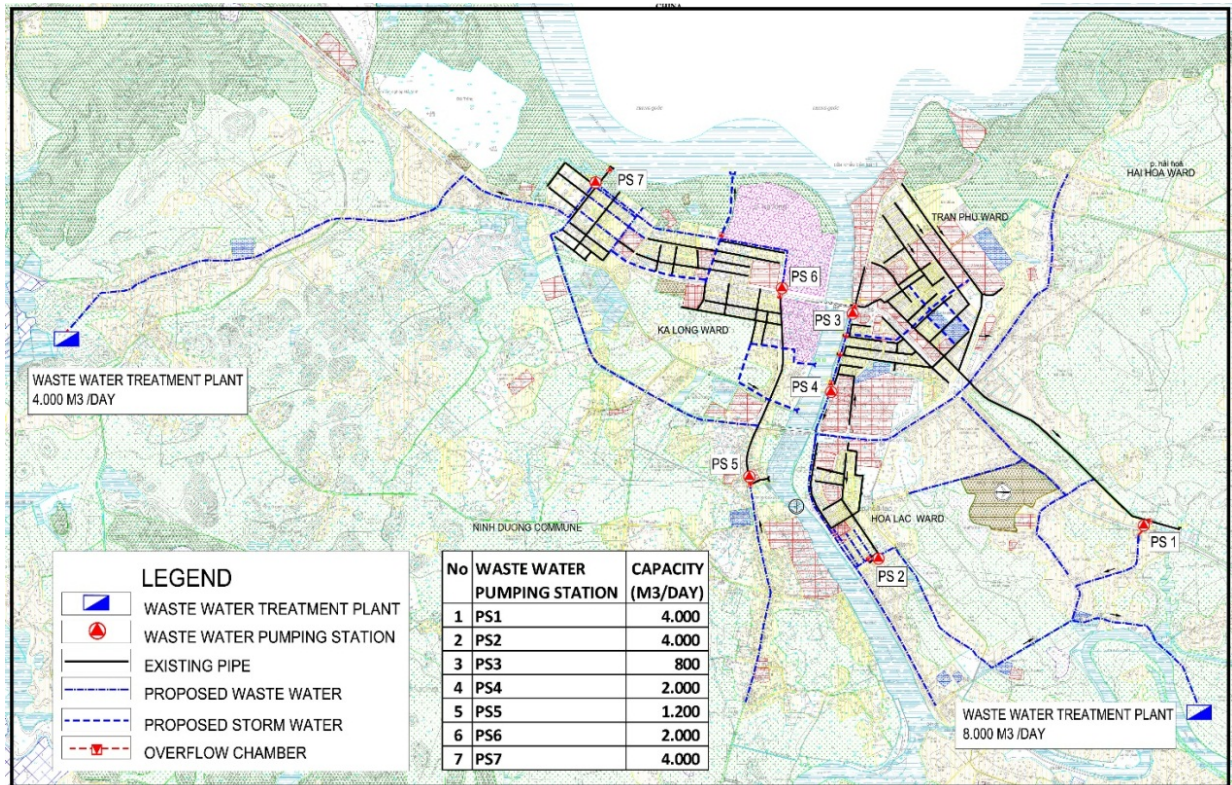 CHINA
p. hải hoà
HAI HOA WARD
TRAN PHU WARD
PS 7
PS 6
PS 3
KA LONG WARD
PS 4
WASTE WATER TREATMENT PLANT
4.000 M3 /DAY
PS 5
HOA LAC WARD
NINH DUONG COMMUNE
PS 1
PS 2
LEGEND
WASTE WATER TREATMENT PLANT
WASTE WATER PUMPING STATION
EXISTING PIPE
PROPOSED WASTE WATER
PROPOSED STORM WATER
OVERFLOW CHAMBER
No WASTE WATER PUMPING STATION CAPACITY (M3/DAY)
1 PS1 4.000
2 PS2 4.000
3 PS3 800
4 PS4 2.000
5 PS5 1.200
6 PS6 2.000
7 PS7 4.000
WASTE WATER TREATMENT PLANT
8.000 M3 /DAY